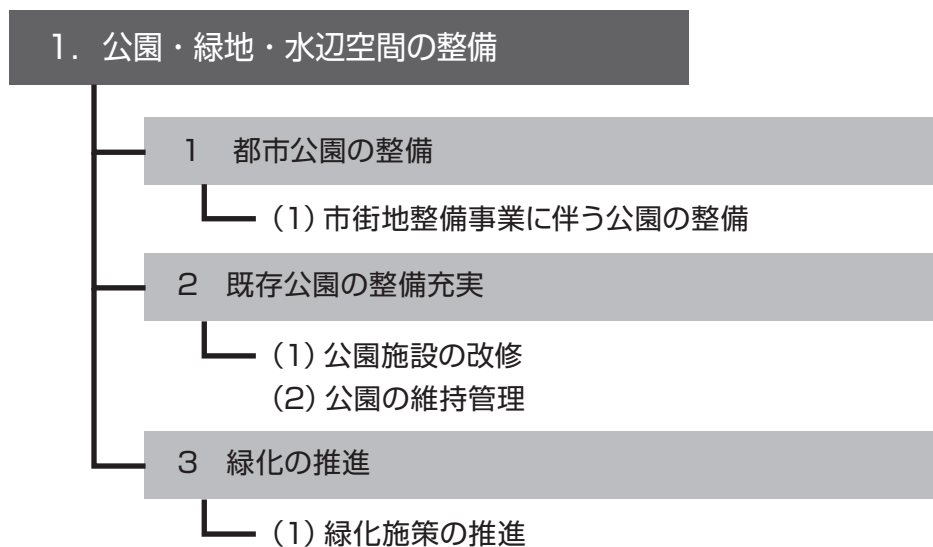 1．公園・緑地・水辺空間の整備
1　都市公園の整備
（1）市街地整備事業に伴う公園の整備
2　既存公園の整備充実
（1）公園施設の改修
（2）公園の維持管理
3　緑化の推進
（1）緑化施策の推進